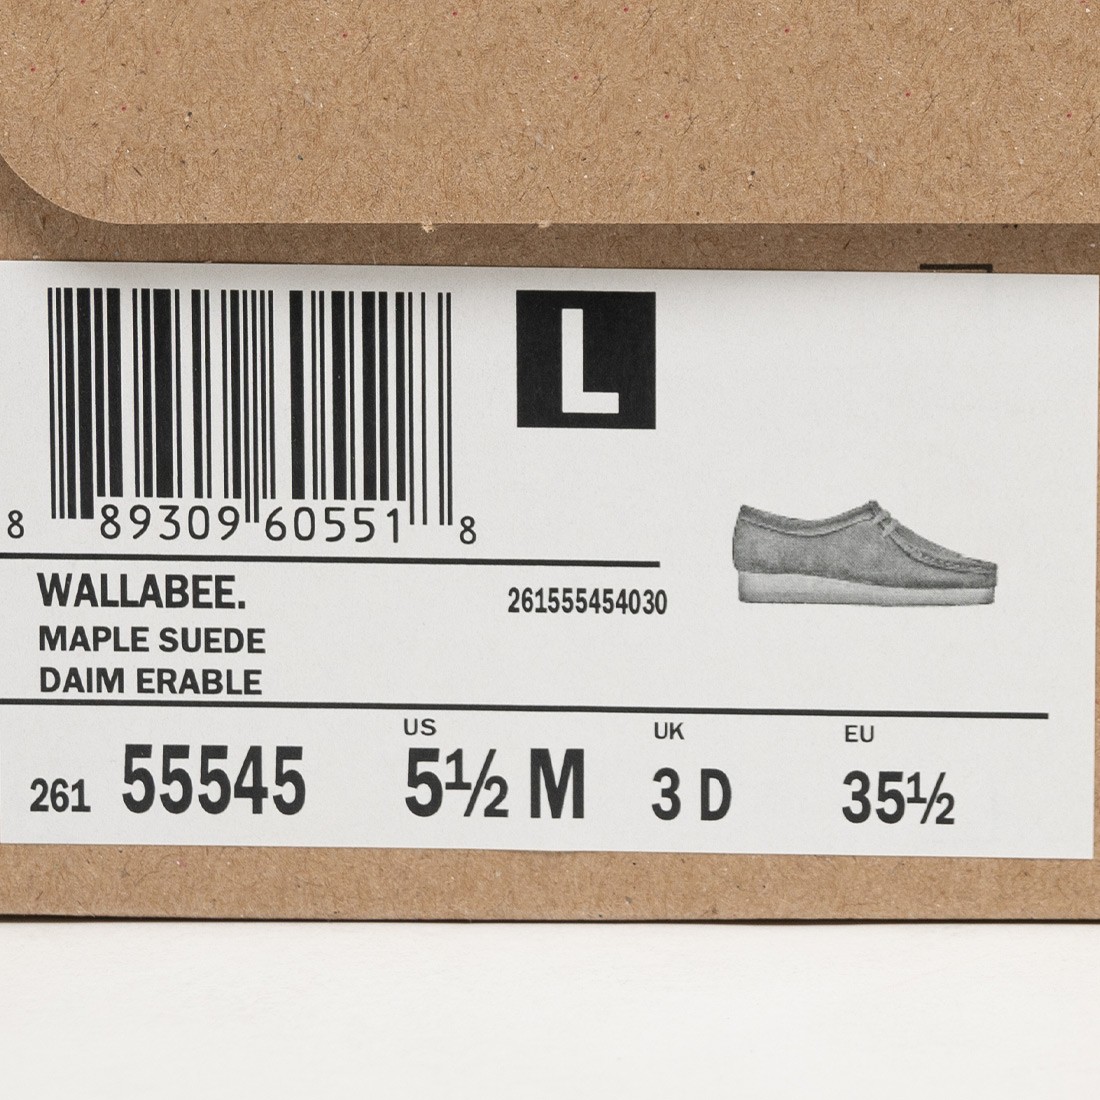 L
8 89309 60551 8
WALLABEE.
261555454030
MAPLE SUEDE
DAIM ERABLE
US UK EU
261 55545 5½ M 3 D 35½